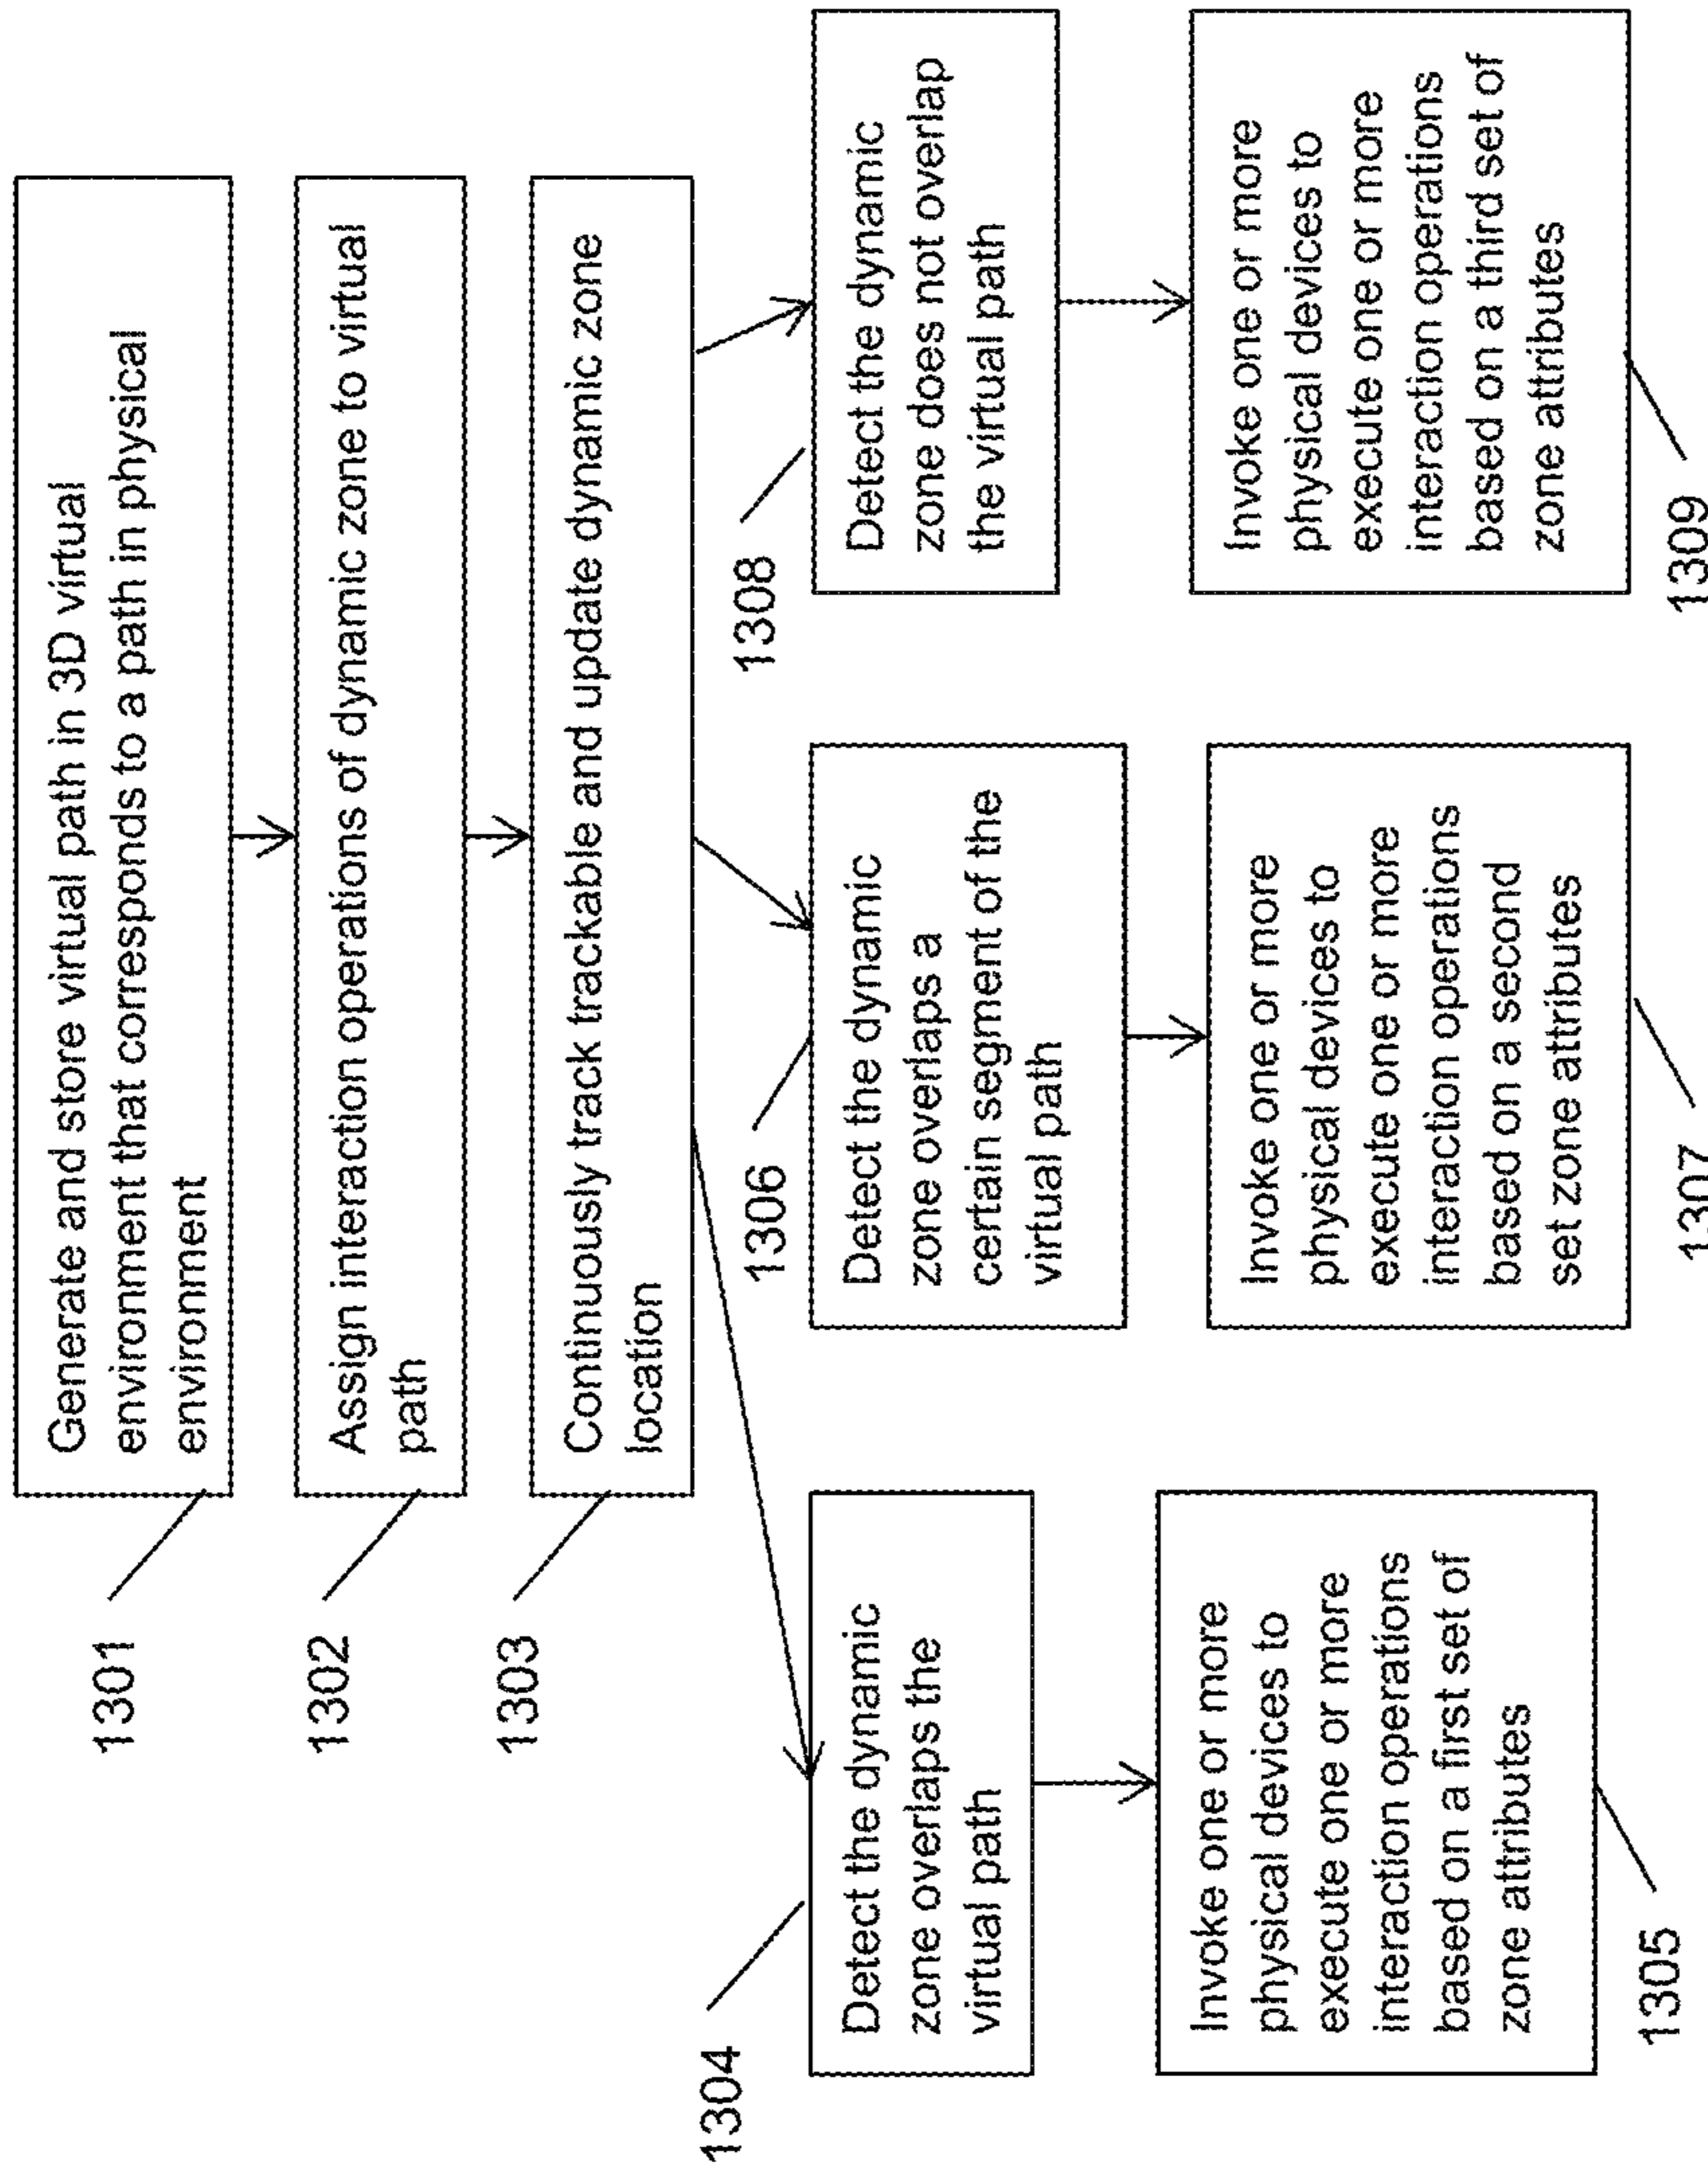 1301
Generate and store virtual path in 3D virtual
environment that corresponds to a path in physical
environment
1302
Assign interaction operations of dynamic zone to virtual
path
1303
Continuously track trackable and update dynamic zone
location
1304
Detect the dynamic
zone overlaps the
virtual path
1305
Invoke one or more
physical devices to
execute one or more
interaction operations
based on a first set of
zone attributes
1306
Detect the dynamic
zone overlaps a
certain segment of the
virtual path
1307
Invoke one or more
physical devices to
execute one or more
interaction operations
based on a second
set zone attributes
1308
Detect the dynamic
zone does not overlap
the virtual path
1309
Invoke one or more
physical devices to
execute one or more
interaction operations
based on a third set of
zone attributes